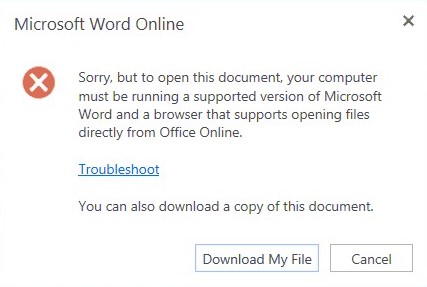 Microsoft Word Online
Sorry, but to open this document, your computer
must be running a supported version of Microsoft
Word and a browser that supports opening files
directly from Office Online.
Troubleshoot
You can also download a copy of this document.
Download My File
Cancel